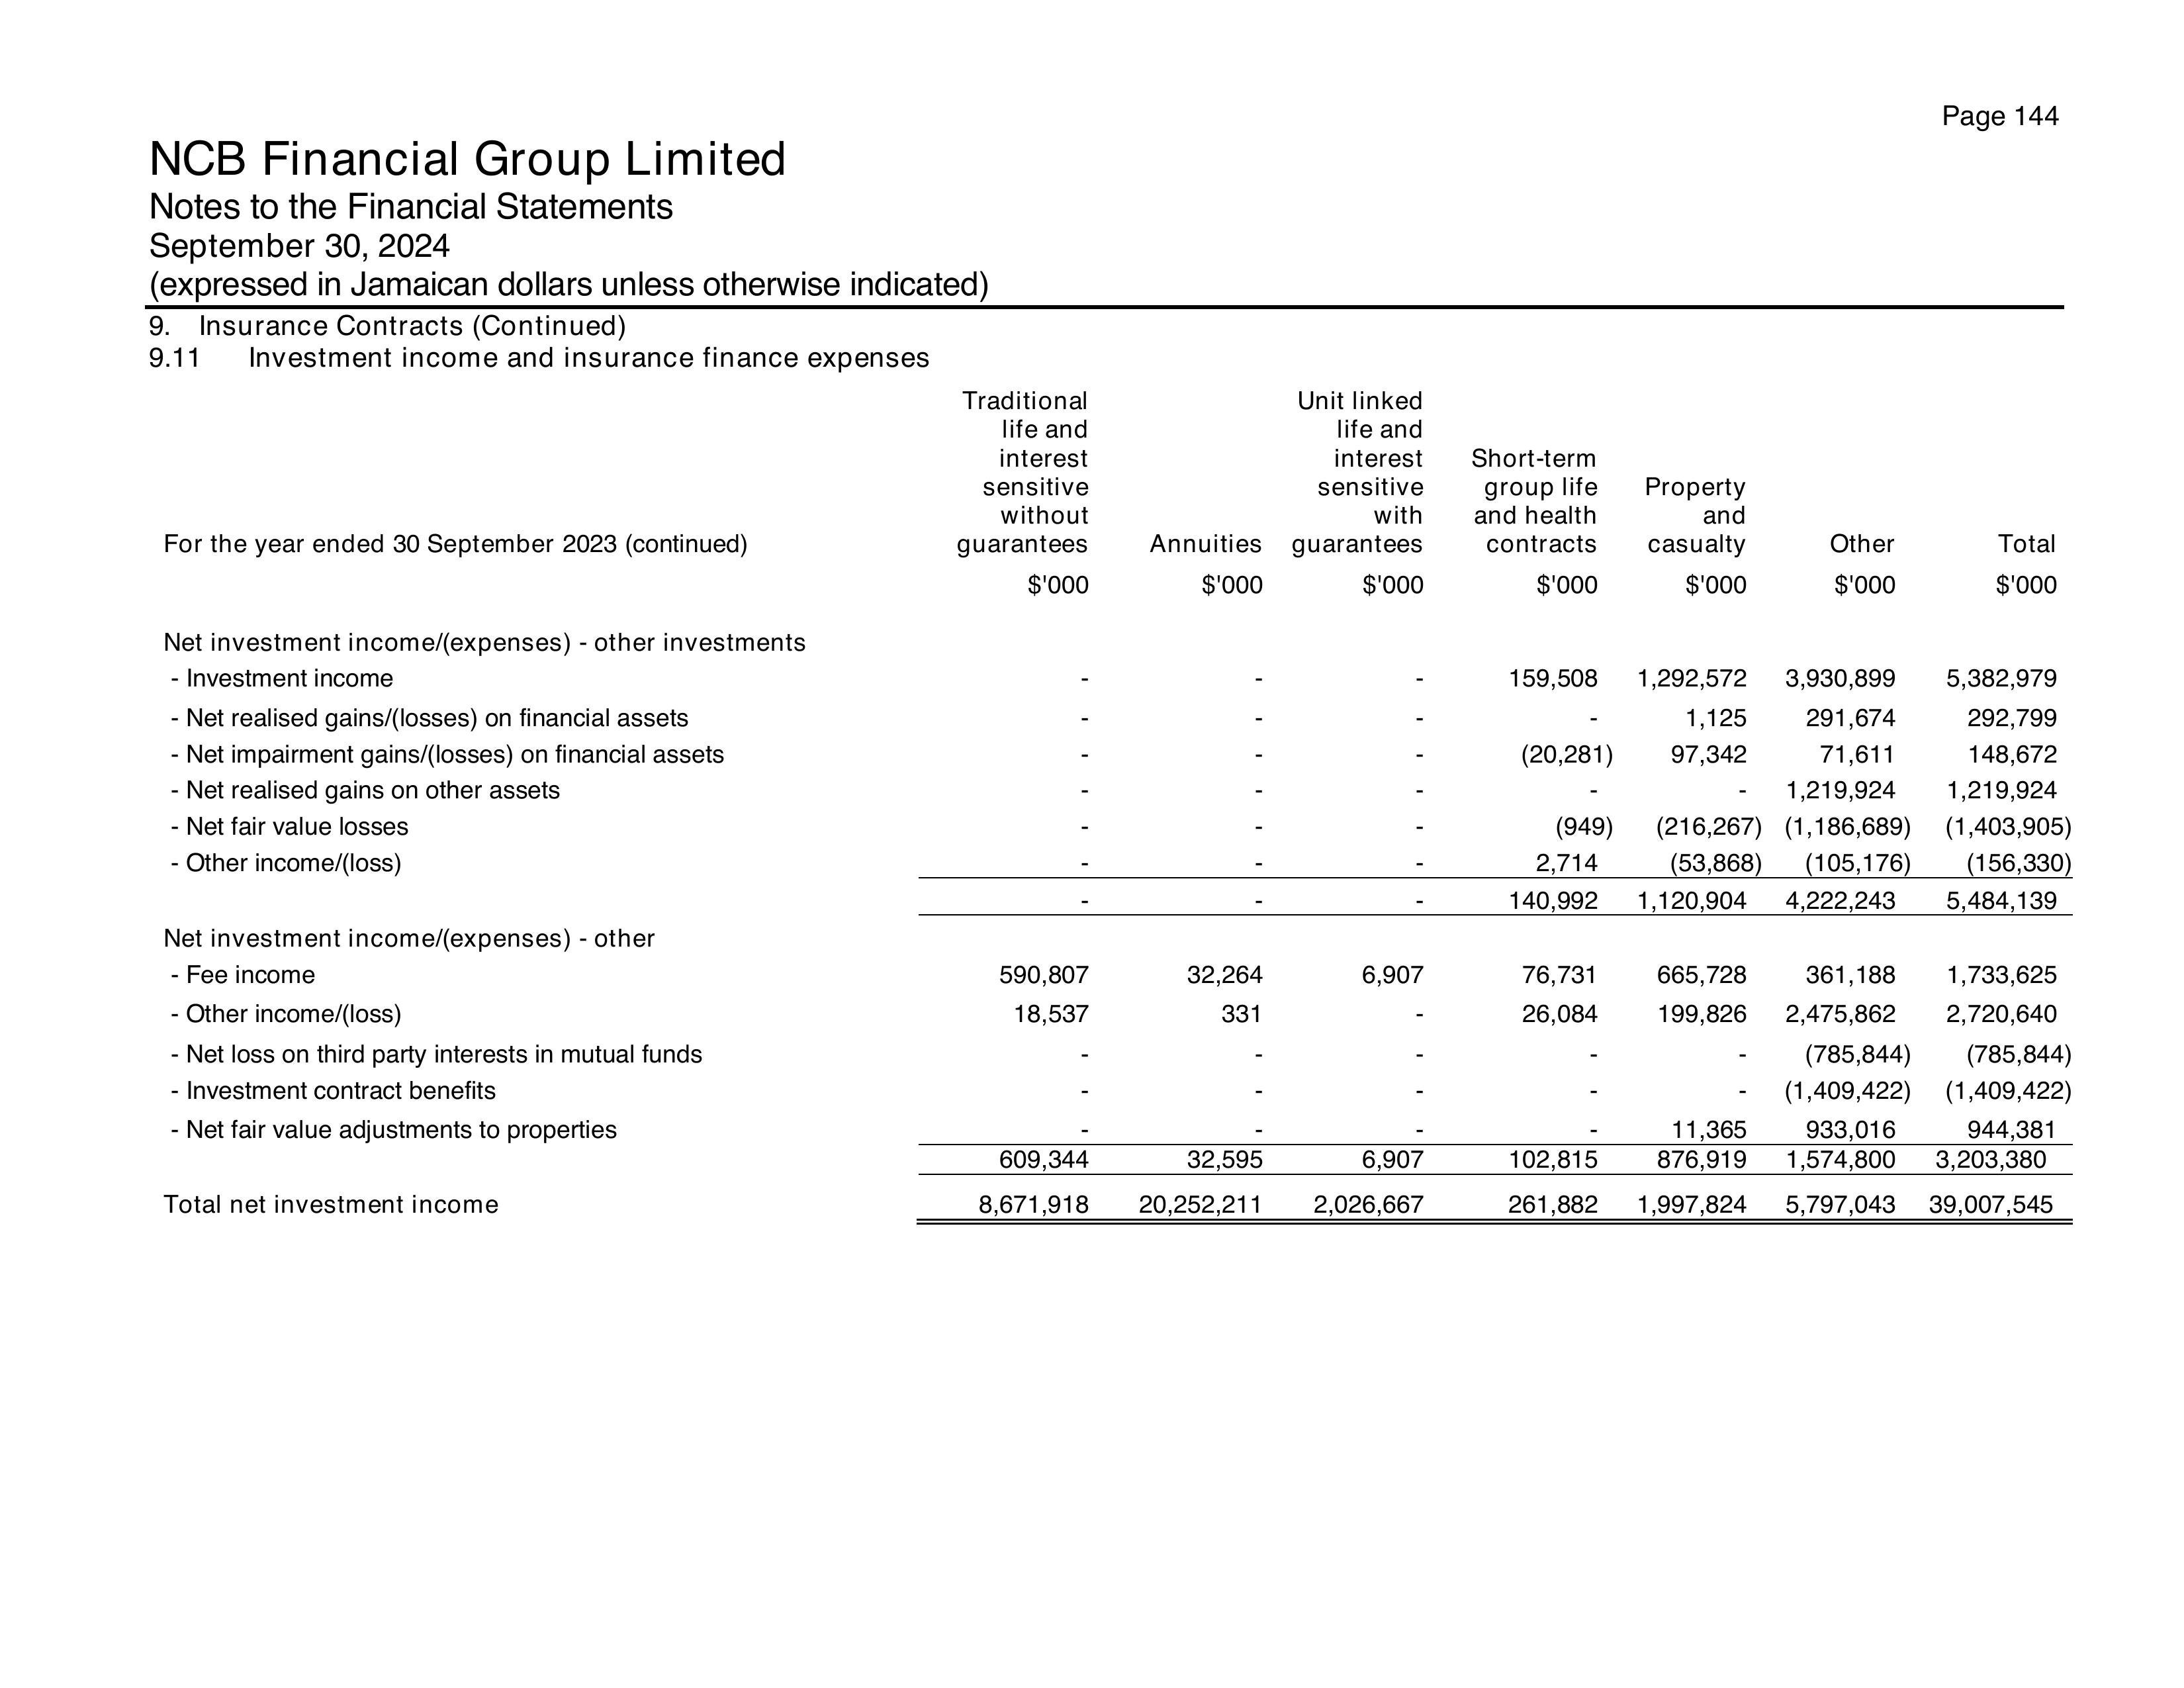 Page 144
NCB Financial Group Limited
Notes to the Financial Statements
September 30, 2024
(expressed in Jamaican dollars unless otherwise indicated)
9. Insurance Contracts (Continued)
9.11 Investment income and insurance finance expenses
Traditional Unit linked
life and life and
interest interest Short-term
sensitive sensitive group life Property
without with and health and
For the year ended 30 September 2023 (continued) guarantees Annuities guarantees contracts casualty Other Total
$'000 $'000 $'000 $'000 $'000 $'000 $'000
Net investment income/(expenses) - other investments
- Investment income - - - 159,508 1,292,572 3,930,899 5,382,979
- Net realised gains/(losses) on financial assets - - - - 1,125 291,674 292,799
- Net impairment gains/(losses) on financial assets - - - (20,281) 97,342 71,611 148,672
- Net realised gains on other assets - - - - - 1,219,924 1,219,924
- Net fair value losses - - - (949) (216,267) (1,186,689) (1,403,905)
- Other income/(loss) - - - 2,714 (53,868) (105,176) (156,330)
- - - 140,992 1,120,904 4,222,243 5,484,139
Net investment income/(expenses) - other
- Fee income 590,807 32,264 6,907 76,731 665,728 361,188 1,733,625
- Other income/(loss) 18,537 331 - 26,084 199,826 2,475,862 2,720,640
- Net loss on third party interests in mutual funds - - - - - (785,844) (785,844)
- Investment contract benefits - - - - - (1,409,422) (1,409,422)
- Net fair value adjustments to properties - - - - 11,365 933,016 944,381
609,344 32,595 6,907 102,815 876,919 1,574,800 3,203,380
Total net investment income 8,671,918 20,252,211 2,026,667 261,882 1,997,824 5,797,043 39,007,545